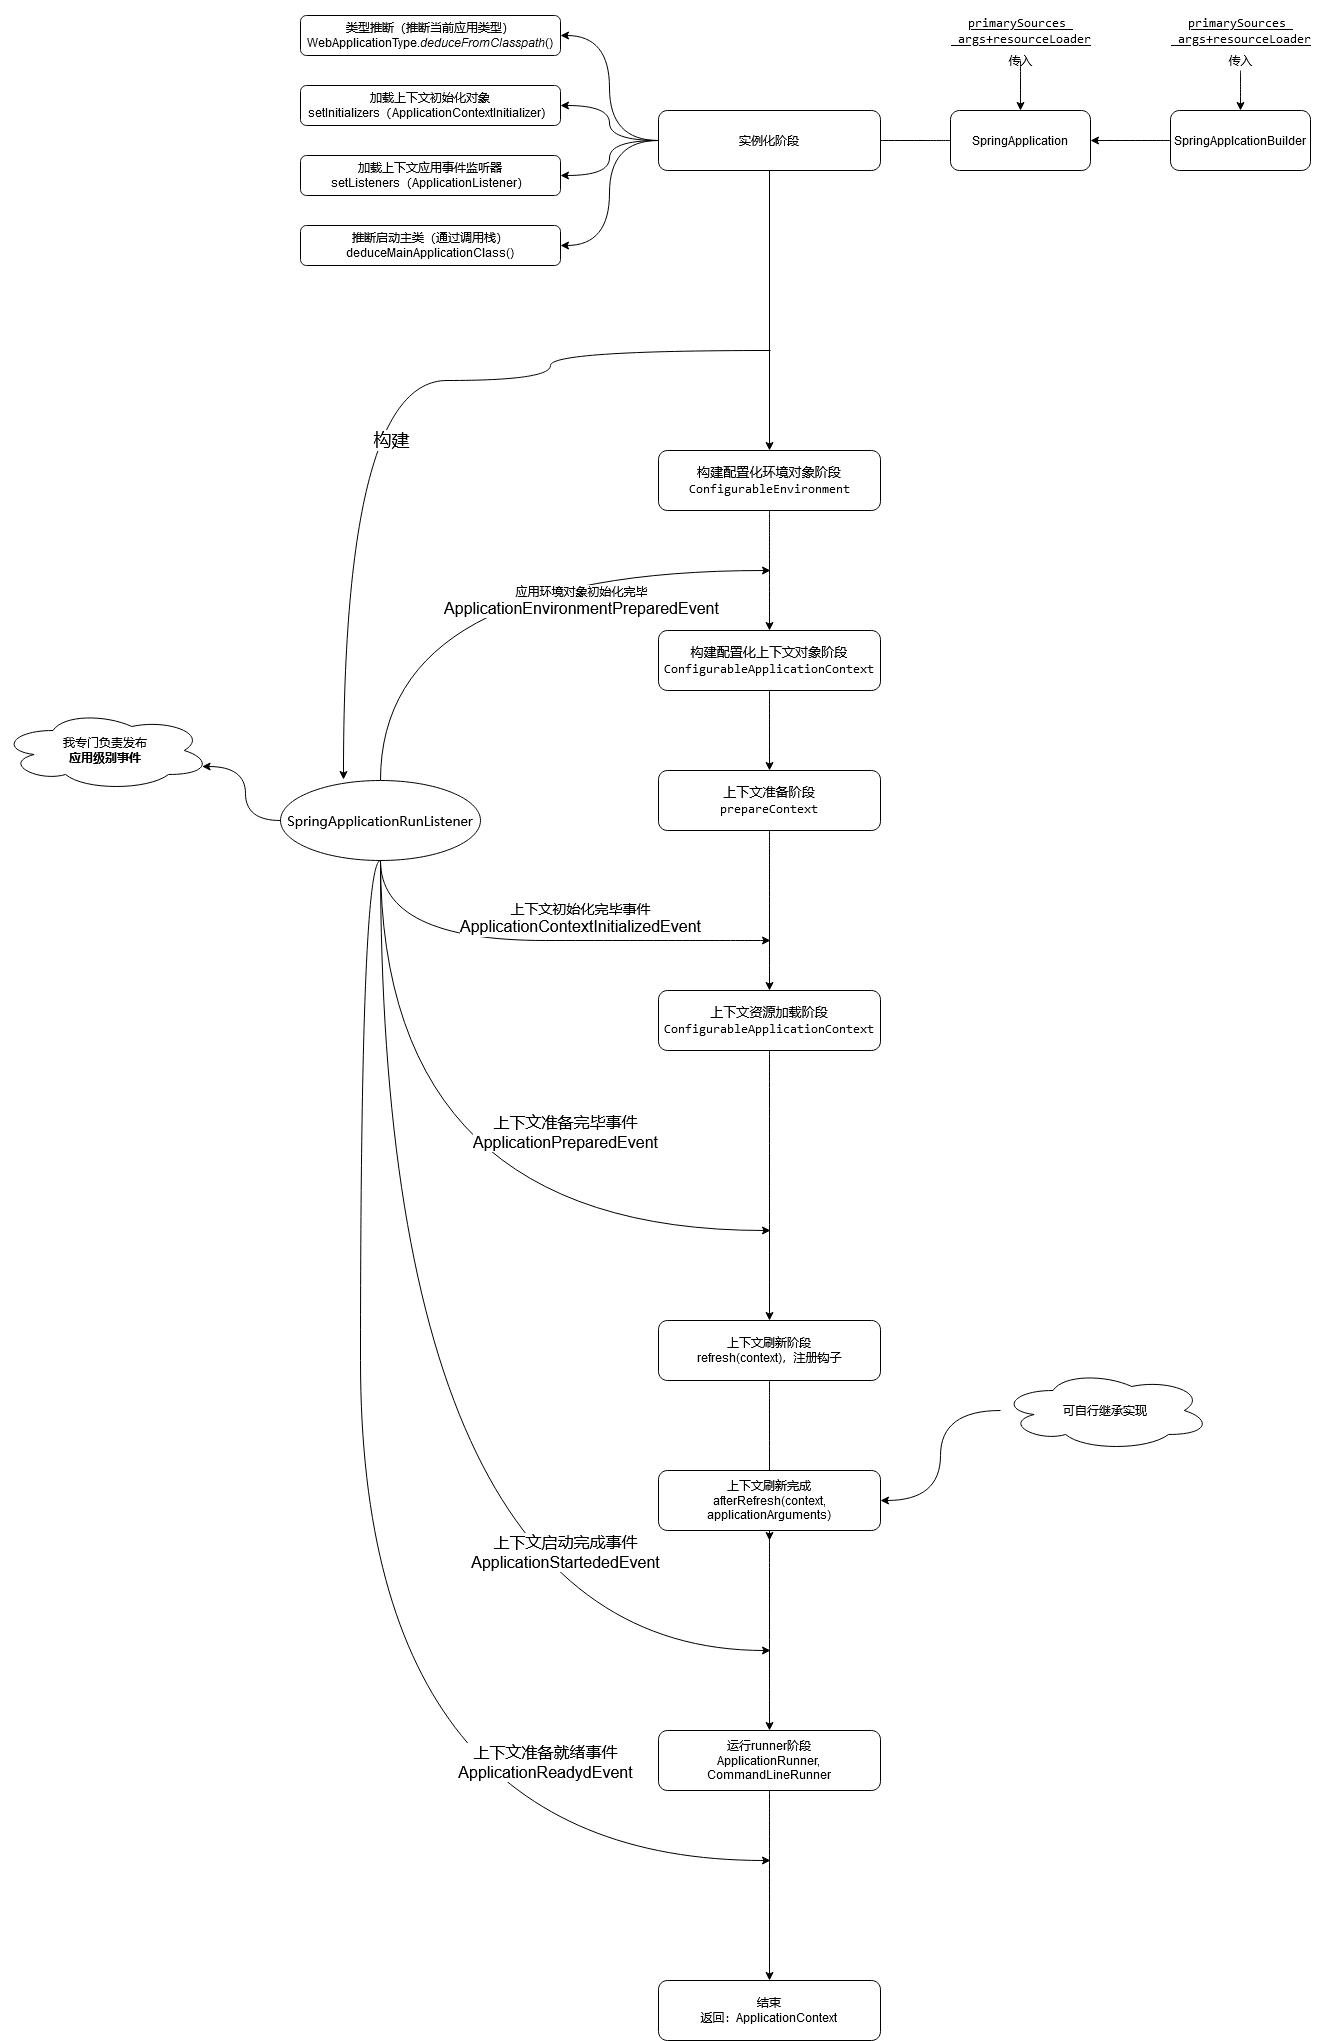 类型推断（推断当前应用类型）
WebApplicationType.deduceFromClasspath()
加载上下文初始化对象
setInitializers（ApplicationContextInitializer）
加载上下文应用事件监听器
setListeners（ApplicationListener）
推断启动主类（通过调用栈）
deduceMainApplicationClass()
实例化阶段
primarySources
args+resourceLoader
传入
SpringApplication
primarySources
args+resourceLoader
传入
SpringApplcationBuilder
构建
构建配置化环境对象阶段
ConfigurableEnvironment
应用环境对象初始化完毕
ApplicationEnvironmentPreparedEvent
构建配置化上下文对象阶段
ConfigurableApplicationContext
我专门负责发布
应用级别事件
SpringApplicationRunListener
上下文准备阶段
prepareContext
上下文初始化完毕事件
ApplicationContextInitializedEvent
上下文资源加载阶段
ConfigurableApplicationContext
上下文准备完毕事件
ApplicationPreparedEvent
上下文刷新阶段
refresh(context)，注册钩子
可自行继承实现
上下文刷新完成
afterRefresh(context,
applicationArguments)
上下文启动完成事件
ApplicationStartededEvent
运行runner阶段
ApplicationRunner,
CommandLineRunner
上下文准备就绪事件
ApplicationReadydEvent
结束
返回：ApplicationContext